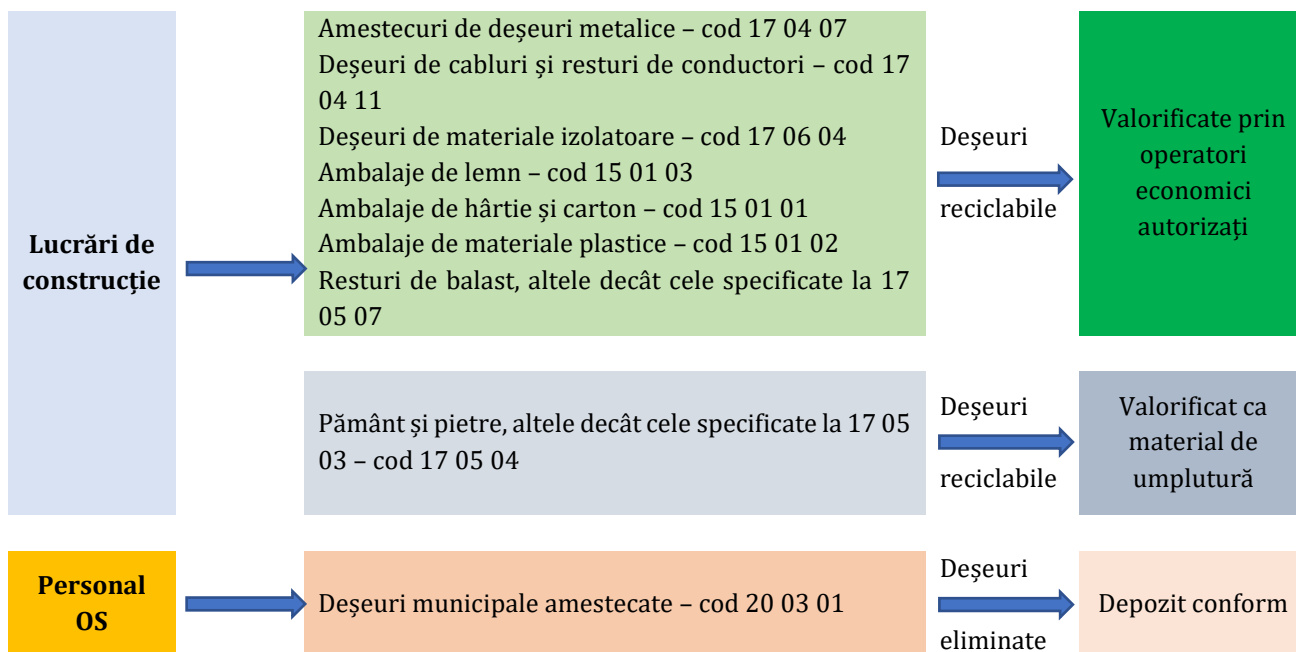 Lucrări de
construcție
Amestecuri de deșeuri metalice – cod 17 04 07
Deșeuri de cabluri și resturi de conductori – cod 17
04 11
Deșeuri de materiale izolatoare – cod 17 06 04
Ambalaje de lemn – cod 15 01 03
Ambalaje de hârtie și carton – cod 15 01 01
Ambalaje de materiale plastice – cod 15 01 02
Resturi de balast, altele decât cele specificate la 17
05 07
Deșeuri
reciclabile
Valorificate prin
operatori
economici
autorizați
Pământ și pietre, altele decât cele specificate la 17 05
03 – cod 17 05 04
Deșeuri
reciclabile
Valorificat ca
material de
umplutură
Personal
OS
Deșeuri municipale amestecate – cod 20 03 01
Deșeuri
eliminate
Depozit conform